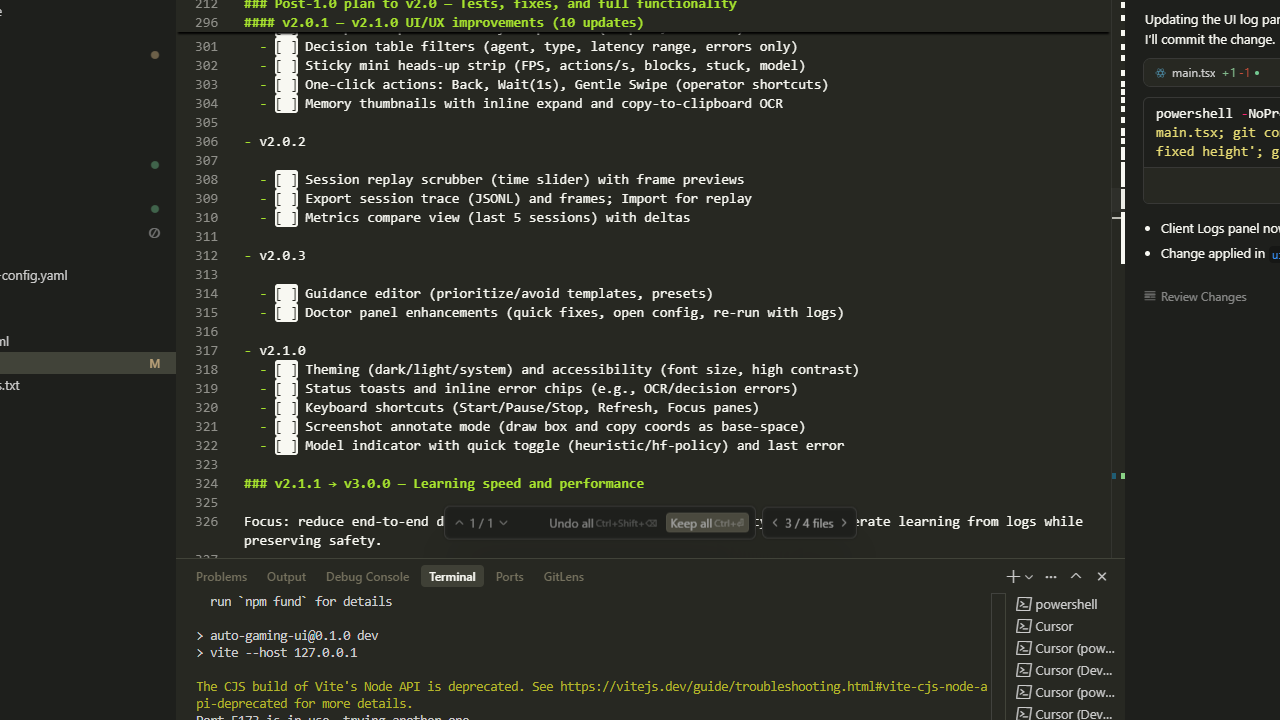 212 ### Post-1.0 plan to v2.0 — Tests, fixes, and full functionality
296 #### v2.0.1 – v2.1.0 UI/UX improvements (10 updates)
301 - [ ] Decision table filters (agent, type, latency range, errors only)
302 - [ ] Sticky mini heads-up strip (FPS, actions/s, blocks, stuck, model)
303 - [ ] One-click actions: Back, Wait(1s), Gentle Swipe (operator shortcuts)
304 - [ ] Memory thumbnails with inline expand and copy-to-clipboard OCR
305
306 - v2.0.2
307
308 - [ ] Session replay scrubber (time slider) with frame previews
309 - [ ] Export session trace (JSONL) and frames; Import for replay
310 - [ ] Metrics compare view (last 5 sessions) with deltas
311
312 - v2.0.3
313
314 - [ ] Guidance editor (prioritize/avoid templates, presets)
315 - [ ] Doctor panel enhancements (quick fixes, open config, re-run with logs)
316
317 - v2.1.0
318 - [ ] Theming (dark/light/system) and accessibility (font size, high contrast)
319 - [ ] Status toasts and inline error chips (e.g., OCR/decision errors)
320 - [ ] Keyboard shortcuts (Start/Pause/Stop, Refresh, Focus panes)
321 - [ ] Screenshot annotate mode (draw box and copy coords as base-space)
322 - [ ] Model indicator with quick toggle (heuristic/hf-policy) and last error
323
324 ### v2.1.1 → v3.0.0 — Learning speed and performance
325
326 Focus: reduce end-to-end d
erate learning from logs while
preserving safety.
1 / 1
Undo all Ctrl+Shift+⌫
Keep all Ctrl+⏎
3 / 4 files
-config.yaml
ml
M
s.txt
Problems Output Debug Console Terminal Ports GitLens
run `npm fund` for details
> auto-gaming-ui@0.1.0 dev
> vite --host 127.0.0.1
The CJS build of Vite's Node API is deprecated. See https://vitejs.dev/guide/troubleshooting.html#vite-cjs-node-a
pi-deprecated for more details.
Port 5173 is in use, trying another one
powershell
Cursor
Cursor (pow...
Cursor (Dev...
Cursor (pow...
Cursor (Dev...
Updating the UI log pa
I'll commit the change.
main.tsx +1 -1
powershell -NoPr
main.tsx; git co
fixed height'; g
Client Logs panel now
Change applied in u
Review Changes